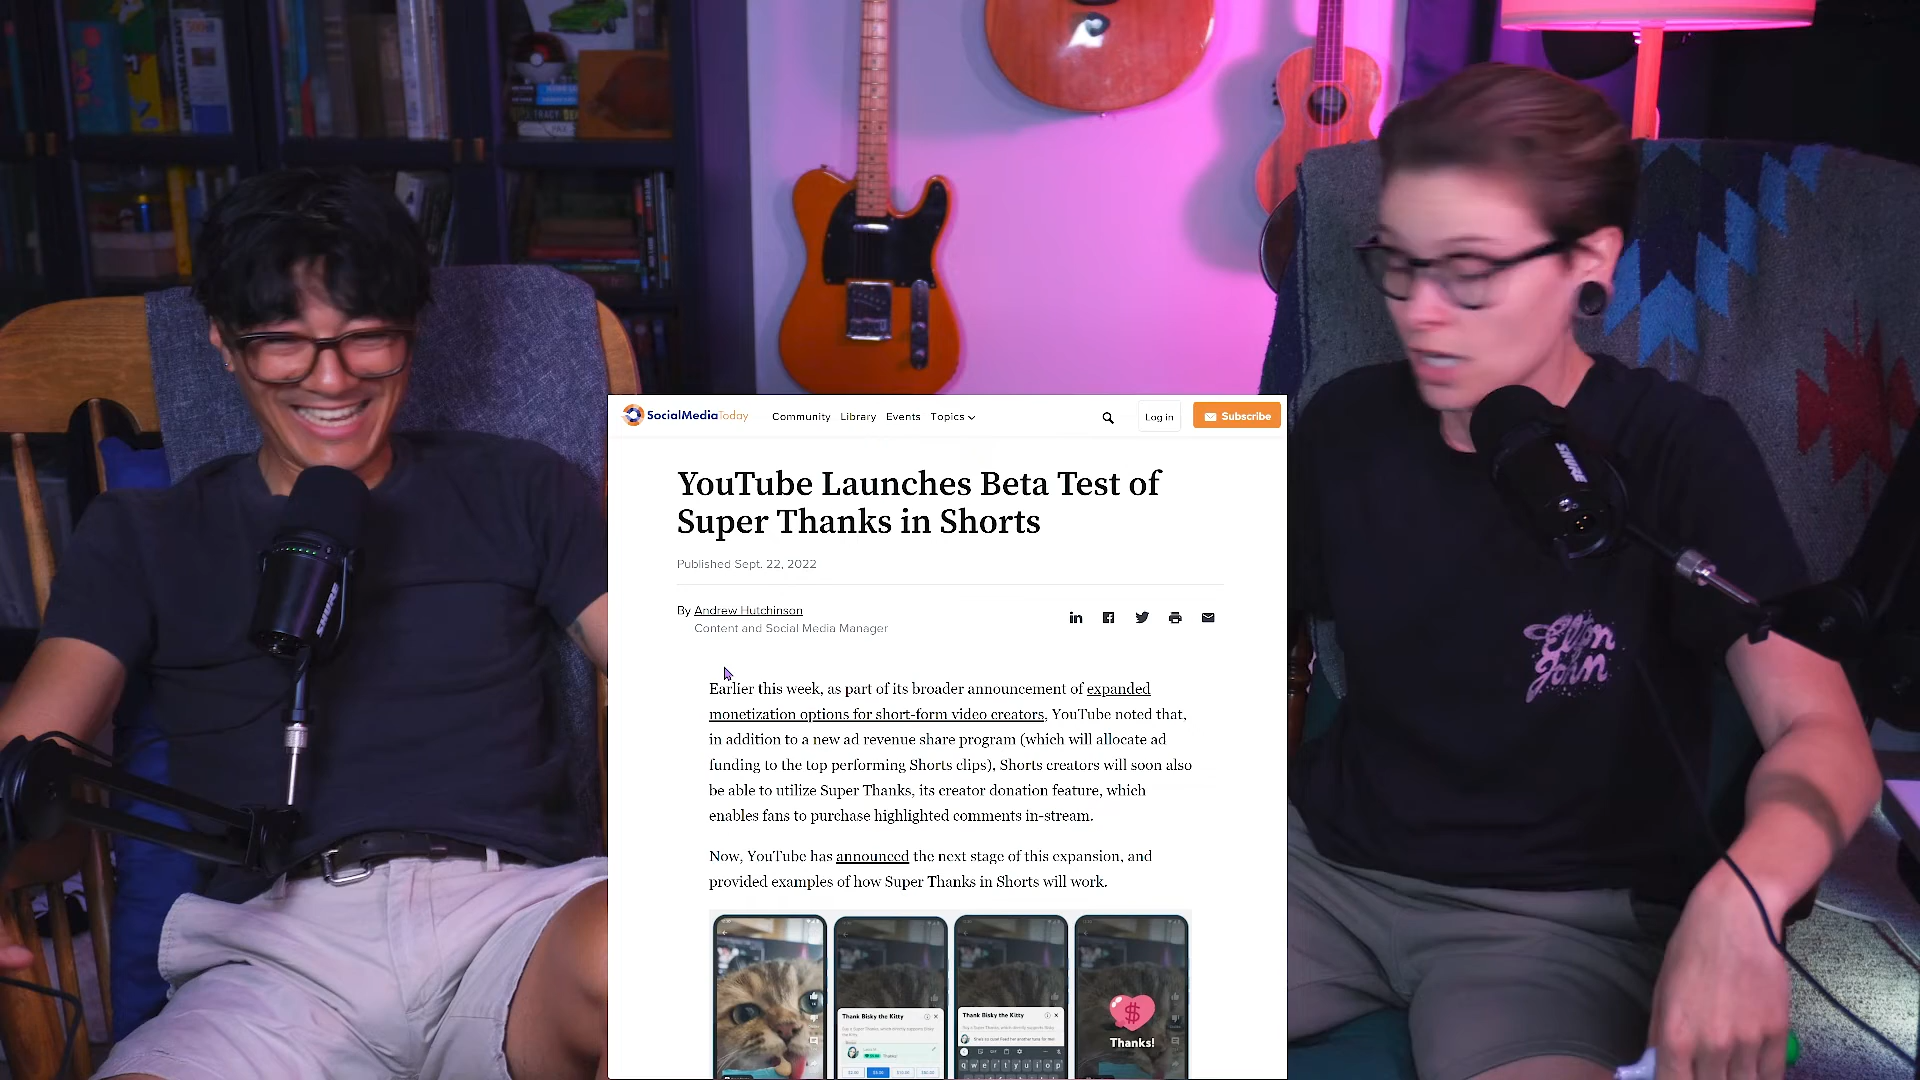 TRACY
SocialMediaToday
Community Library Events Topics
Log in
Subscribe
YouTube Launches Beta Test of
Super Thanks in Shorts
Published Sept. 22, 2022
By Andrew Hutchinson
Content and Social Media Manager
Earlier this week, as part of its broader announcement of expanded
monetization options for short-form video creators, YouTube noted that,
in addition to a new ad revenue share program (which will allocate ad
funding to the top performing Shorts clips), Shorts creators will soon also
be able to utilize Super Thanks, its creator donation feature, which
enables fans to purchase highlighted comments in-stream.
Now, YouTube has announced the next stage of this expansion, and
provided examples of how Super Thanks in Shorts will work.
Thank Bisky the Kitty
Thank Bisky the Kitty
Thanks!
q w e r t y u i o p
SHURE
SHURE
Elton
John